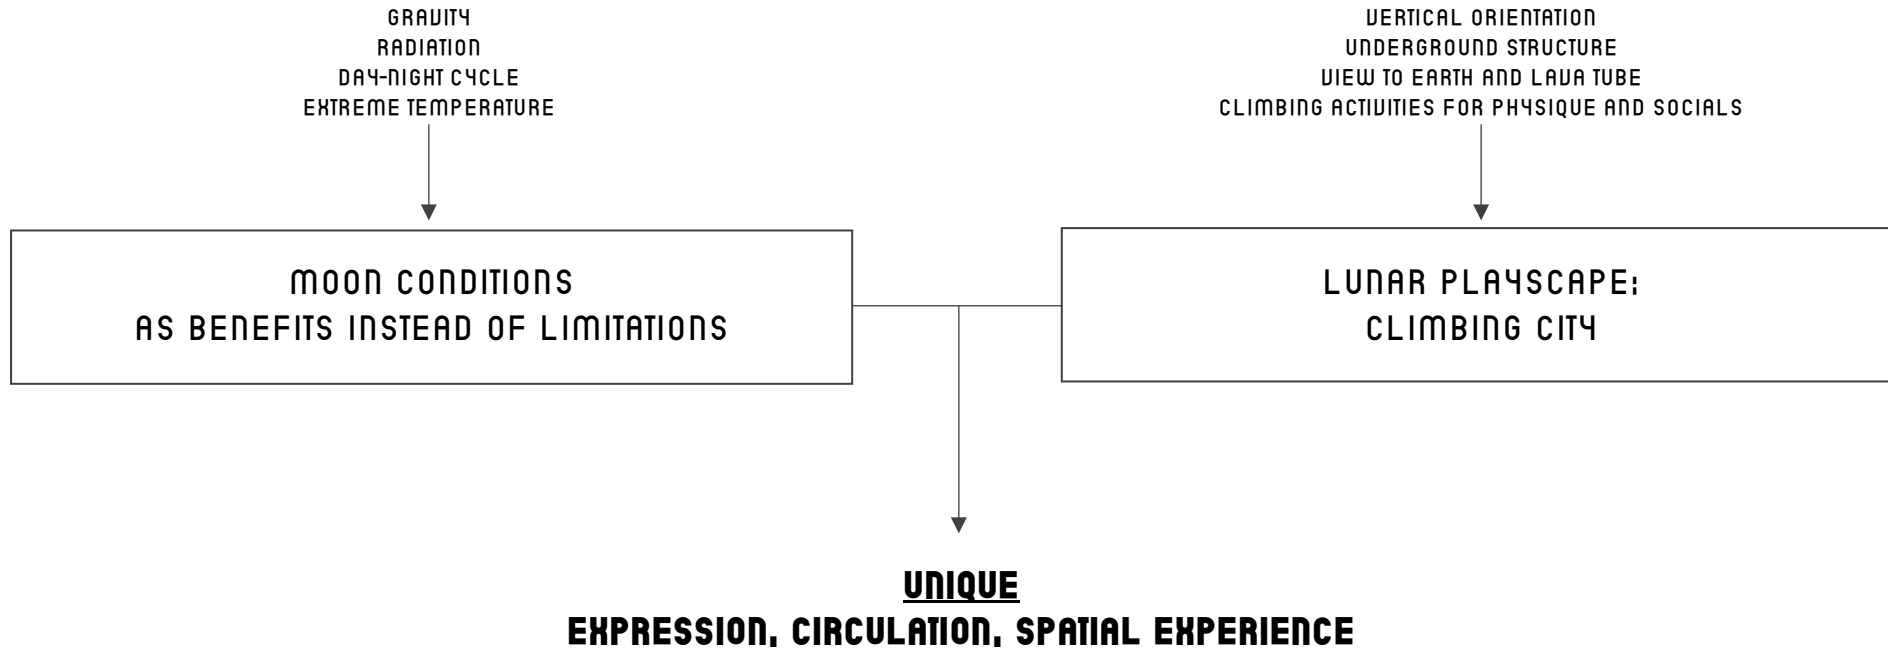 GRAVITY
RADIATION
DAY-NIGHT CYCLE
EXTREME TEMPERATURE
VERTICAL ORIENTATION
UNDERGROUND STRUCTURE
VIEW TO EARTH AND LAVA TUBE
CLIMBING ACTIVITIES FOR PHYSIQUE AND SOCIALS
MOON CONDITIONS
AS BENEFITS INSTEAD OF LIMITATIONS
LUNAR PLAYSCAPE:
CLIMBING CITY
UNIQUE
EXPRESSION, CIRCULATION, SPATIAL EXPERIENCE